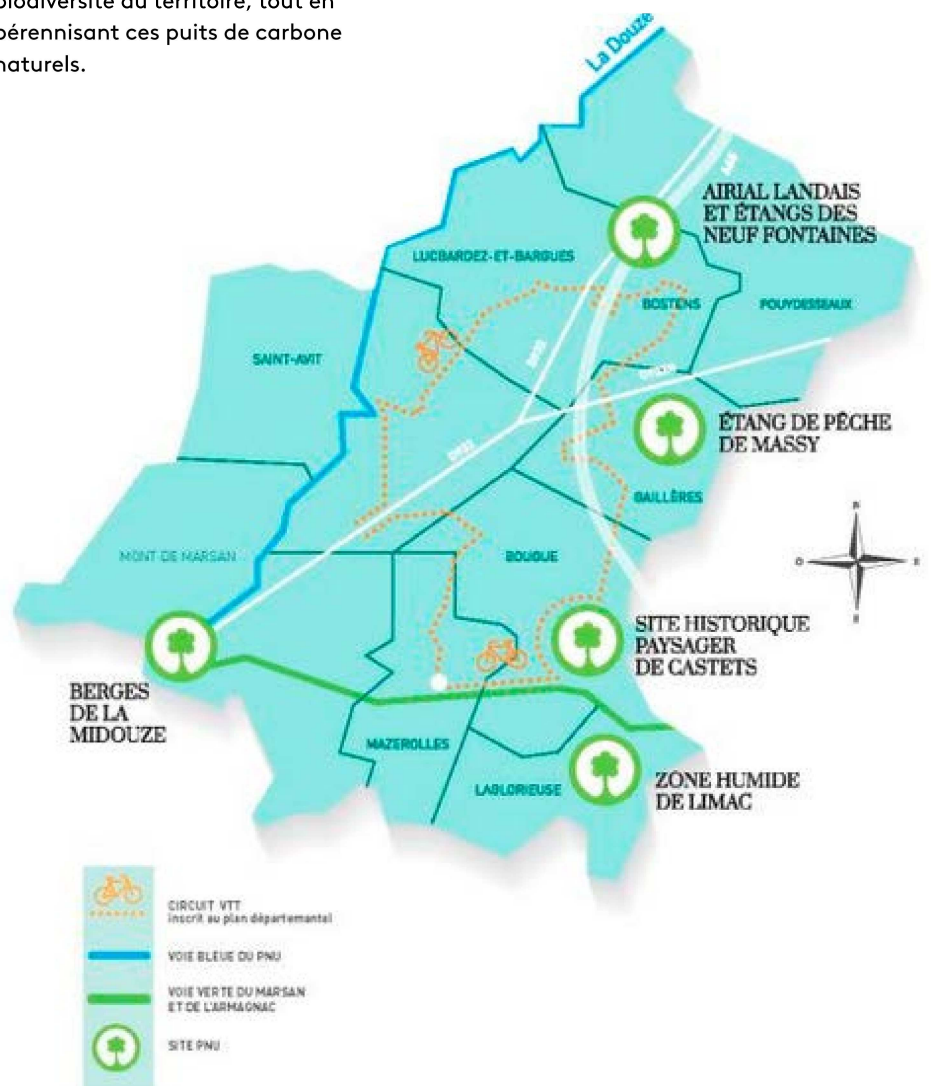 biodiversité du territoire, tout en
pérennisant ces puits de carbone
naturels.
La Douze
A65
AIRIAL LANDAIS
ET ÉTANGS DES
NEUF FONTAINES
LUCBARDEZ-ET-BARGUES
BOSTENS
POUYDESSEAUX
SAINT-AVIT
ÉTANG DE PÊCHE
DE MASSY
GAILLÈRES
N
O
E
S
MONT DE MARSAN
BOUGUE
SITE HISTORIQUE
PAYSAGER
DE CASTETS
BERGES
DE LA
MIDOUZE
MAZEROLLES
LAGLORIEUSE
ZONE HUMIDE
DE LIMAC
CIRCUIT VTT
inscrit au plan départemental
VOIE BLEUE DU PNU
VOIE VERTE DU MARSAN
ET DE L'ARMAGNAC
SITE PNU